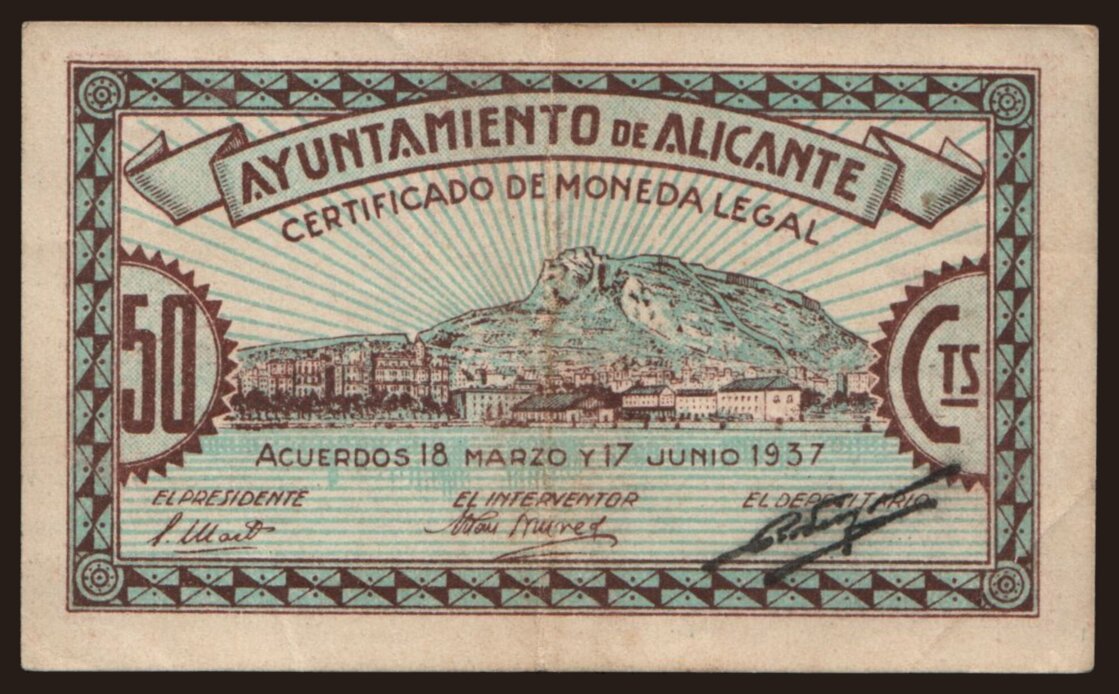 AYUNTAMIENTO DE ALICANTE
CERTIFICADO DE MONEDA LEGAL
50 CTS
ACUERDOS 18 MARZO Y 17 JUNIO 1937
EL PRESIDENTE EL INTERVENTOR EL DEPOSITARIO